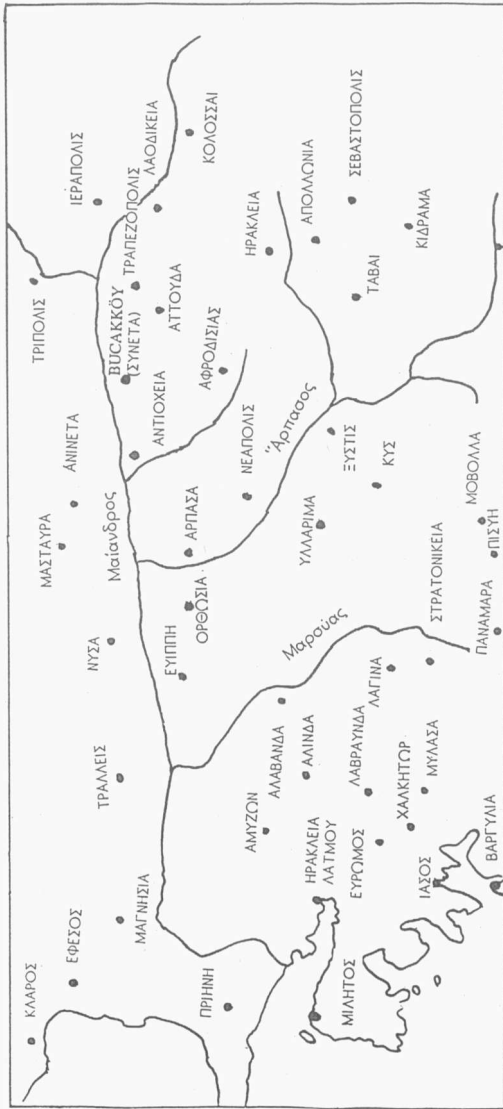 ΚΛΑΡΟΣ
ΕΦΕΣΟΣ
ΜΑΓΝΗΣΙΑ
ΠΡΙΗΝΗ
ΤΡΑΛΛΕΙΣ
ΝΥΣΑ
ΜΑΣΤΑΥΡΑ
ΑΝΙΝΕΤΑ
Μαίανδρος
ΤΡΙΠΟΛΙΣ
ΙΕΡΑΠΟΛΙΣ
BUCAKKÖY
(ΣΥΝΕΤΑ)
ΤΡΑΠΕΖΟΠΟΛΙΣ
ΛΑΟΔΙΚΕΙΑ
ΚΟΛΟΣΣΑΙ
ΑΝΤΙΟΧΕΙΑ
ΑΤΤΟΥΔΑ
ΑΦΡΟΔΙΣΙΑΣ
ΕΥΙΠΠΗ
ΟΡΘΩΣΙΑ
ΑΡΠΑΣΑ
ΝΕΑΠΟΛΙΣ
Ἅρπασος
ΗΡΑΚΛΕΙΑ
ΑΠΟΛΛΩΝΙΑ
ΣΕΒΑΣΤΟΠΟΛΙΣ
ΤΑΒΑΙ
ΚΙΔΡΑΜΑ
ΑΜΥΖΩΝ
ΑΛΑΒΑΝΔΑ
ΑΛΙΝΔΑ
Μαρσύας
ΥΛΛΑΡΙΜΑ
ΞΥΣΤΙΣ
ΚΥΣ
ΗΡΑΚΛΕΙΑ
ΛΑΤΜΟΥ
ΜΙΛΗΤΟΣ
ΕΥΡΩΜΟΣ
ΛΑΒΡΑΥΝΔΑ
ΧΑΛΚΗΤΩΡ
ΛΑΓΙΝΑ
ΜΥΛΑΣΑ
ΣΤΡΑΤΟΝΙΚΕΙΑ
ΙΑΣΟΣ
ΒΑΡΓΥΛΙΑ
ΠΑΝΑΜΑΡΑ
ΠΙΣΥΗ
ΜΟΒΟΛΛΑ